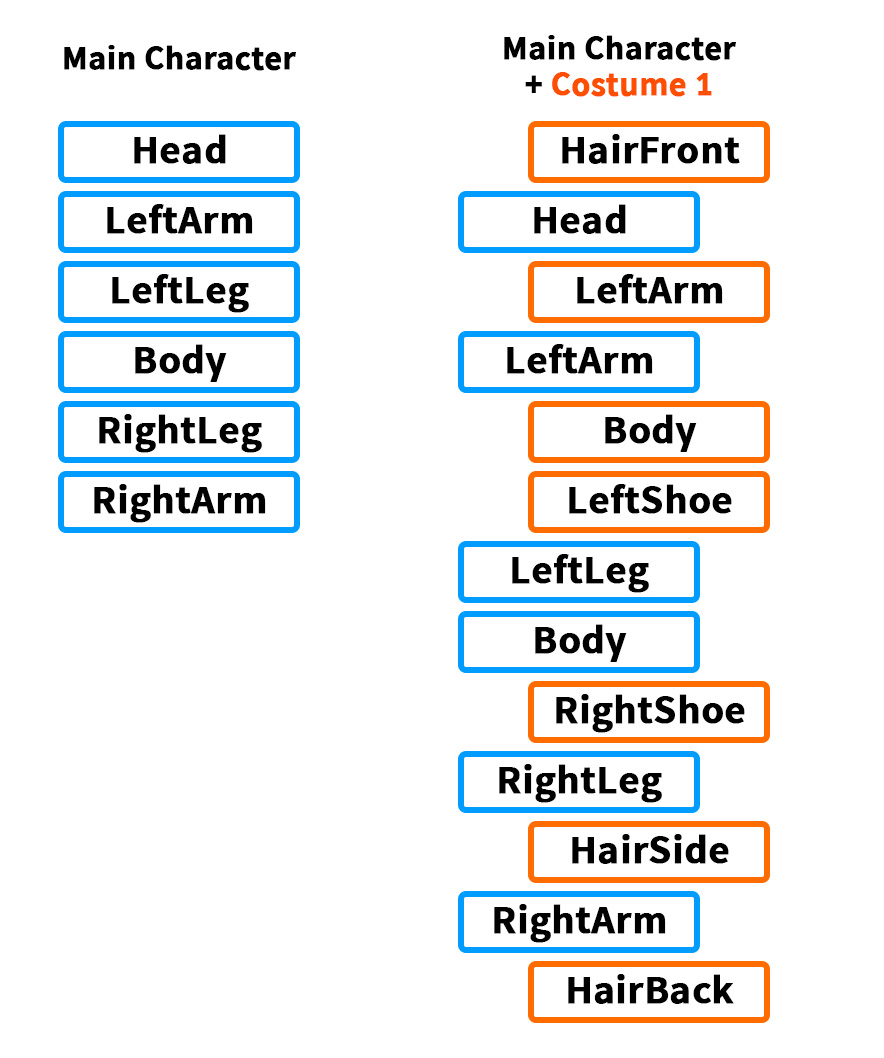 Main Character
Head
LeftArm
LeftLeg
Body
RightLeg
RightArm
Main Character
+ Costume 1
HairFront
Head
LeftArm
LeftArm
Body
LeftShoe
LeftLeg
Body
RightShoe
RightLeg
HairSide
RightArm
HairBack